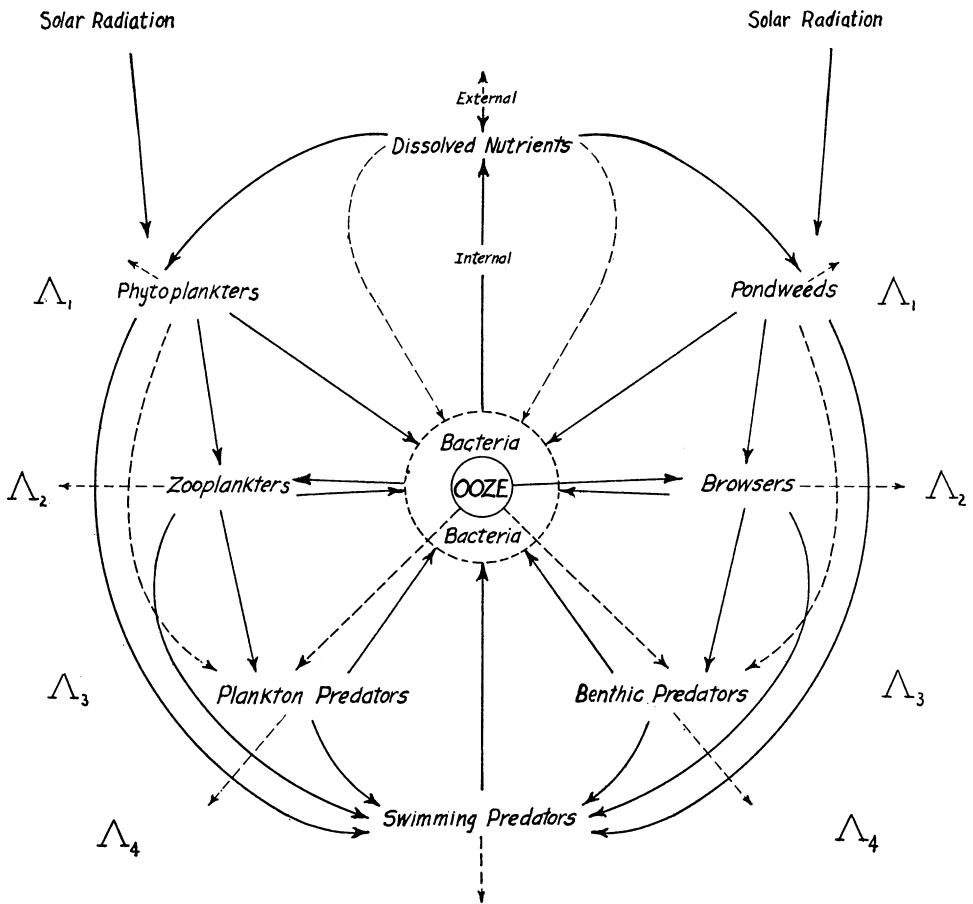 Solar Radiation
Solar Radiation
External
Dissolved Nutrients
Internal
Λ₁
Phytoplankters
Pondweeds
Λ₁
Bacteria
Λ₂
Zooplankters
OOZE
Browsers
Λ₂
Bacteria
Λ₃
Plankton Predators
Benthic Predators
Λ₃
Swimming Predators
Λ₄
Λ₄